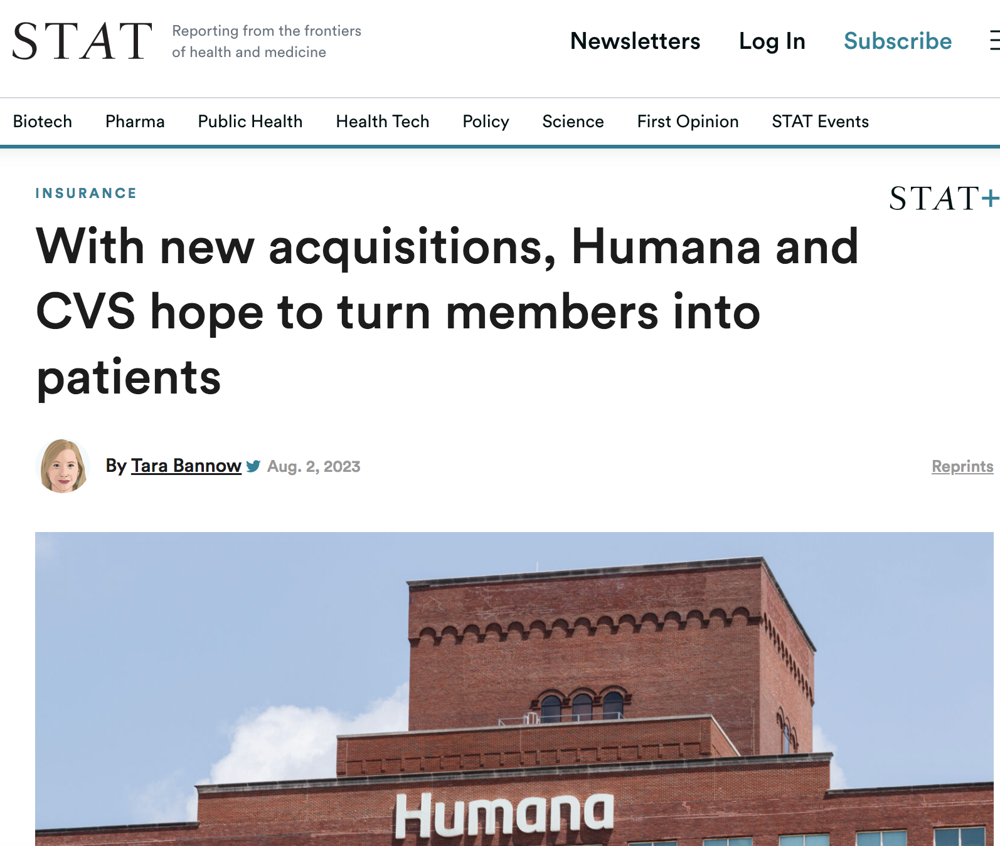 STAT
Reporting from the frontiers
of health and medicine
Newsletters
Log In
Subscribe
Biotech
Pharma
Public Health
Health Tech
Policy
Science
First Opinion
STAT Events
INSURANCE
STAT+
With new acquisitions, Humana and
CVS hope to turn members into
patients
By Tara Bannow Aug. 2, 2023
Reprints
Humana